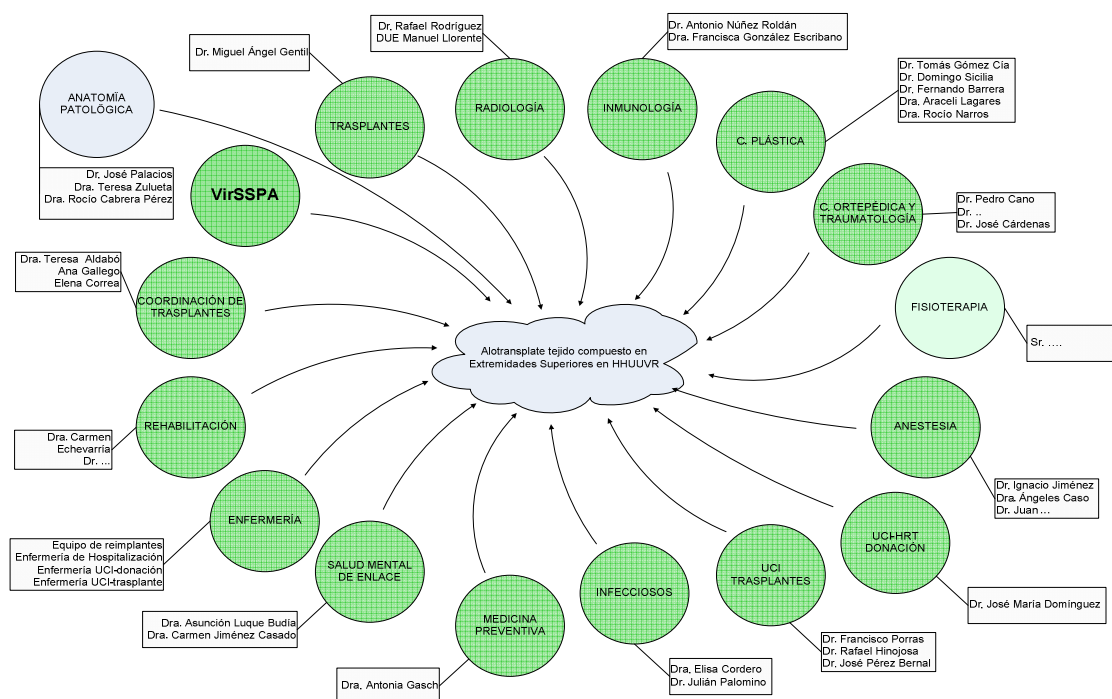 Dr. Rafael Rodríguez
DUE Manuel Llorente
Dr. Antonio Núñez Roldán
Dra. Francisca González Escribano
Dr. Miguel Ángel Gentil
Dr. Tomás Gómez Cía
Dr. Domingo Sicilia
Dr. Fernando Barrera
Dra, Araceli Lagares
Dra. Rocío Narros
ANATOMÏA
PATOLÓGICA
TRASPLANTES
RADIOLOGÍA
INMUNOLOGÍA
C. PLÁSTICA
Dr, José Palacios
Dra. Teresa Zulueta
Dra. Rocío Cabrera Pérez
VirSSPA
C. ORTEPÉDICA Y
TRAUMATOLOGÍA
Dr. Pedro Cano
Dr. ..
Dr. José Cárdenas
Dra. Teresa Aldabó
Ana Gallego
Elena Correa
COORDINACIÓN DE
TRASPLANTES
FISIOTERAPIA
Sr. ….
Alotransplate tejido compuesto en
Extremidades Superiores en HHUUVR
REHABILITACIÓN
Dra. Carmen
Echevarría
Dr. ...
ANESTESIA
Dr, Ignacio Jiménez
Dra. Ángeles Caso
Dr. Juan …
ENFERMERÍA
Equipo de reimplantes
Enfermería de Hospitalización
Enfermería UCI-donación
Enfermería UCI-trasplante
SALUD MENTAL
DE ENLACE
Dra. Asunción Luque Budia
Dra. Carmen Jiménez Casado
MEDICINA
PREVENTIVA
Dra, Antonia Gasch
INFECCIOSOS
Dra, Elisa Cordero
Dr. Julián Palomino
UCI
TRASPLANTES
Dr. Francisco Porras
Dr. Rafael Hinojosa
Dr. José Pérez Bernal
UCI-HRT
DONACIÓN
Dr, José María Domínguez